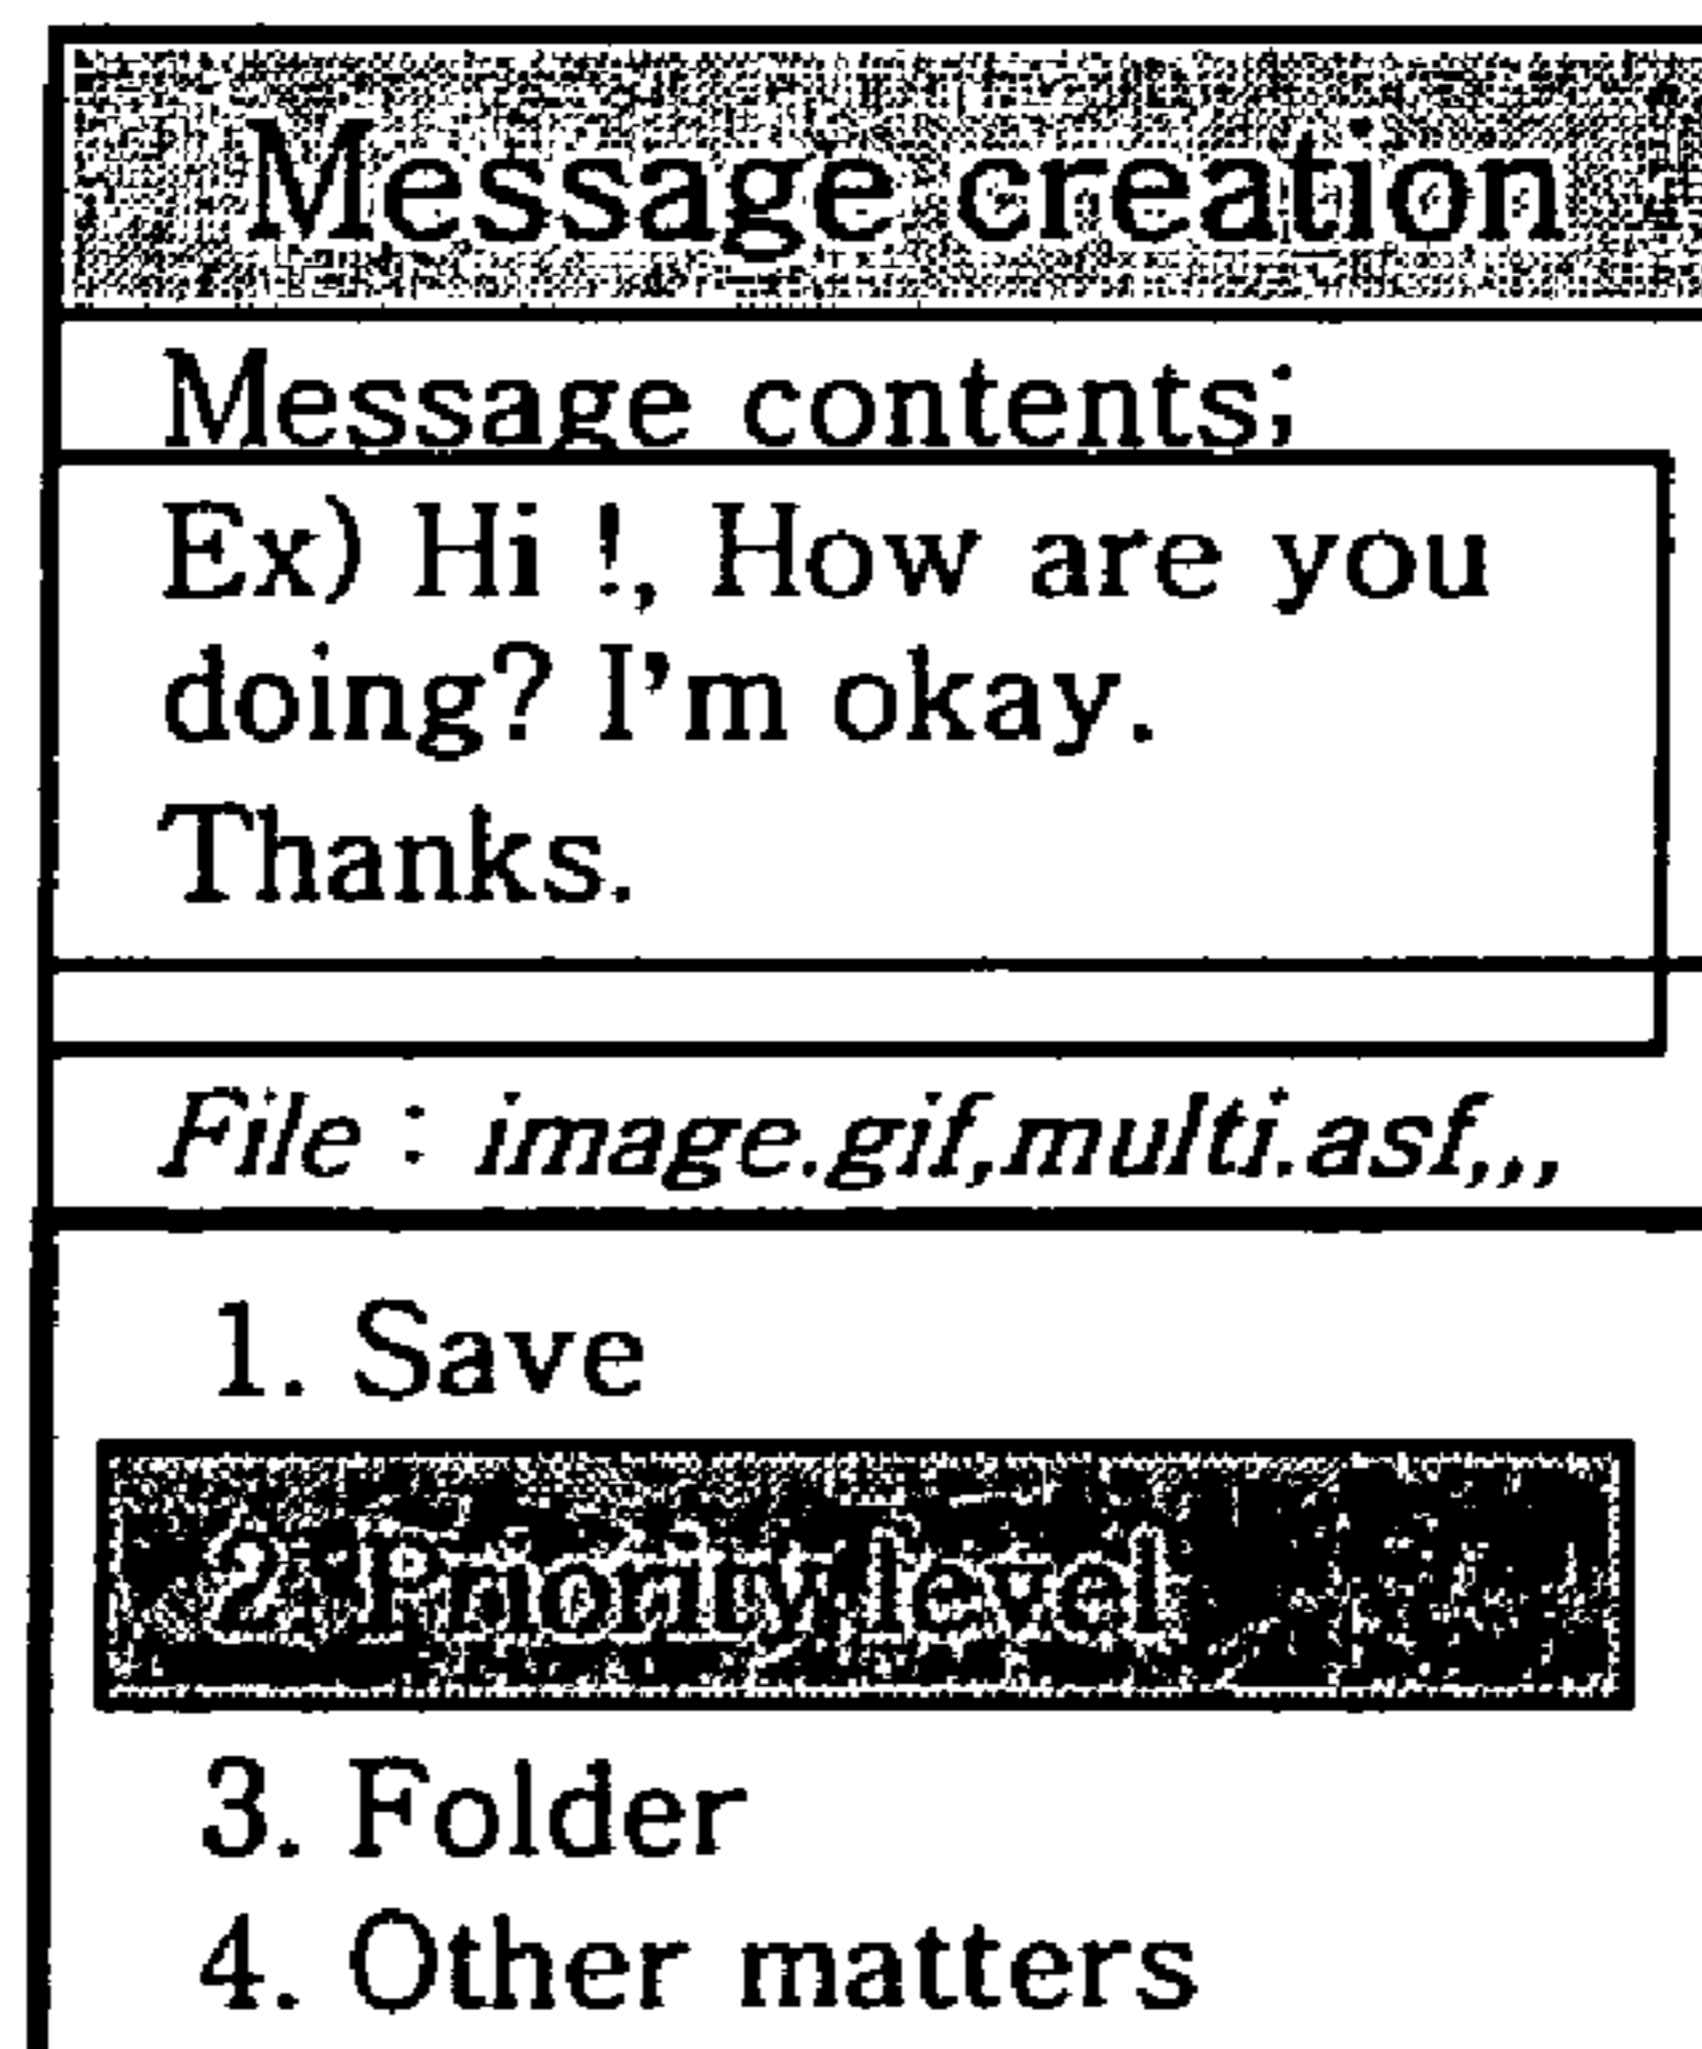 Message creation
Message contents;
Ex) Hi !, How are you
doing? I'm okay.
Thanks.
File : image.gif,multi.asf,,,
1. Save
2. Priority level
3. Folder
4. Other matters